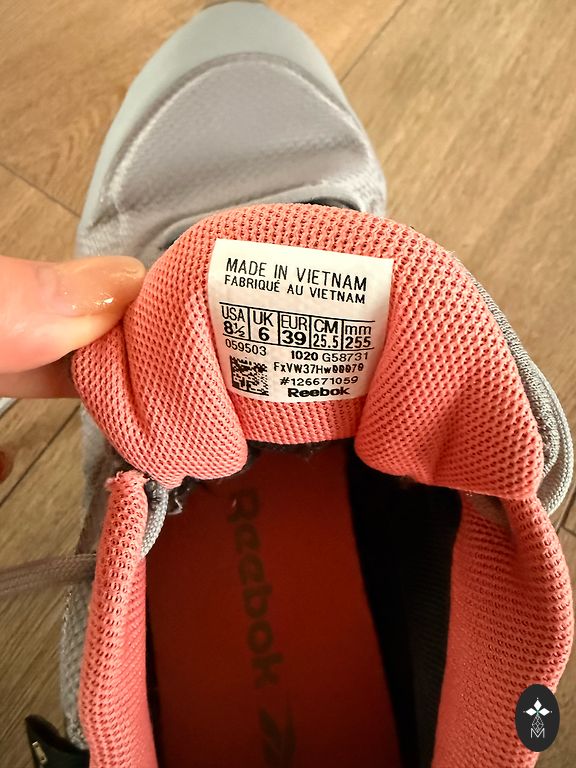 MADE IN VIETNAM
FABRIQUÉ AU VIETNAM
USA UK EUR CM mm
8½ 6 39 25.5 255
059503 1020 G58731
FxVW37Hw00070
#126671059
Reebok
Reebok